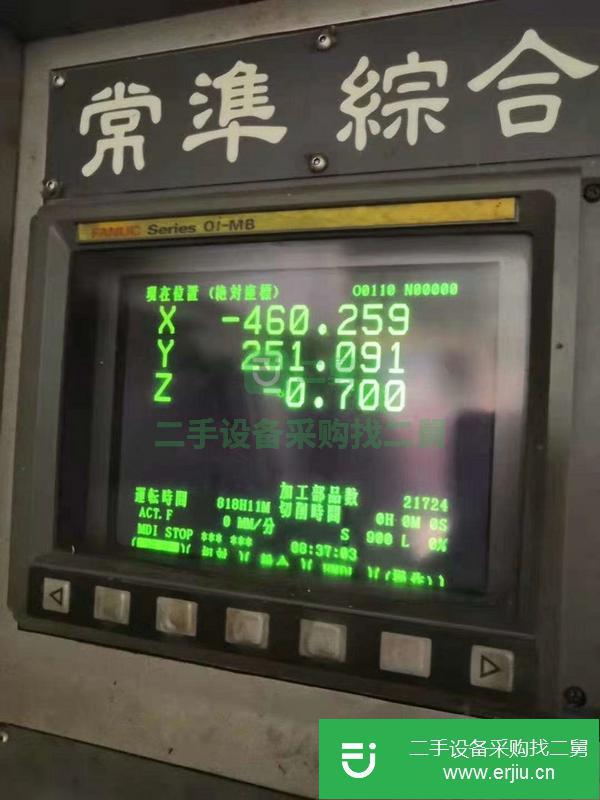 常準 綜合
FANUC Series 0i-MB
現在位置(絶対座標) O0110 N00000
X -460.259
Y 251.091
Z -0.700
二手设备采购找二舅
加工部品数 21724
運転時間 818H11M 切削時間 0H 0M 0S
ACT.F 0 MM/分 S 900 L 0%
MDI STOP *** *** *** 08:37:03
二手设备采购找二舅
www.erjiu.cn